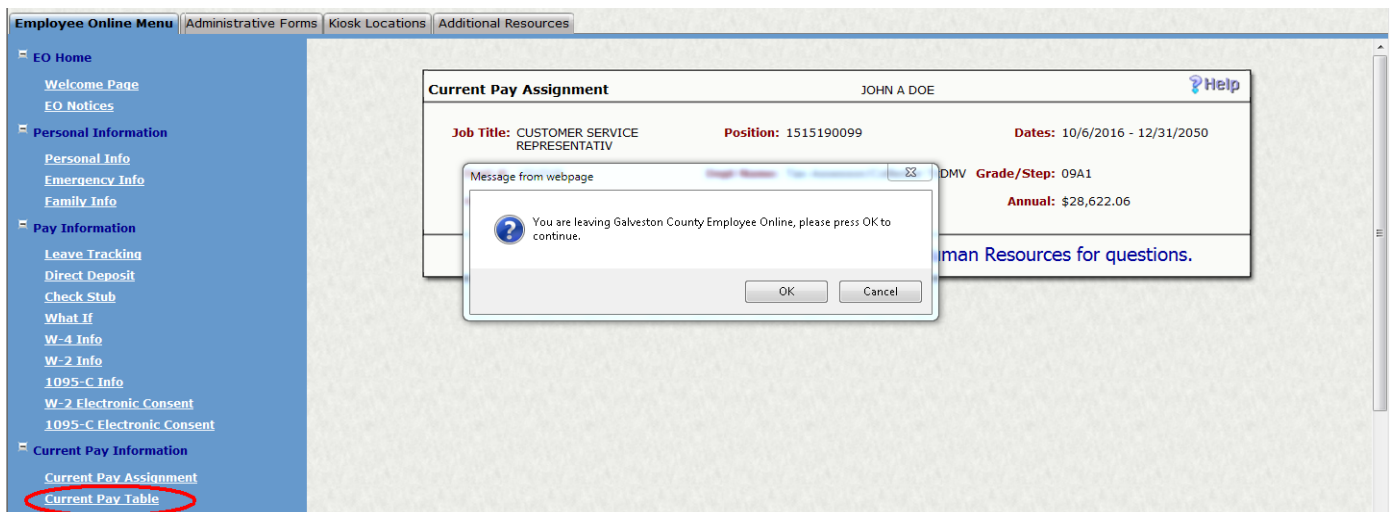 Employee Online Menu Administrative Forms Kiosk Locations Additional Resources
EO Home
Welcome Page
EO Notices
Personal Information
Personal Info
Emergency Info
Family Info
Pay Information
Leave Tracking
Direct Deposit
Check Stub
What If
W-4 Info
W-2 Info
1095-C Info
W-2 Electronic Consent
1095-C Electronic Consent
Current Pay Information
Current Pay Assignment
Current Pay Table
Current Pay Assignment JOHN A DOE Help
Job Title: CUSTOMER SERVICE Position: 1515190099 Dates: 10/6/2016 - 12/31/2050
REPRESENTATIV
DMV Grade/Step: 09A1
Annual: $28,622.06
Resources for questions.
Message from webpage
You are leaving Galveston County Employee Online, please press OK to
continue.
OK Cancel